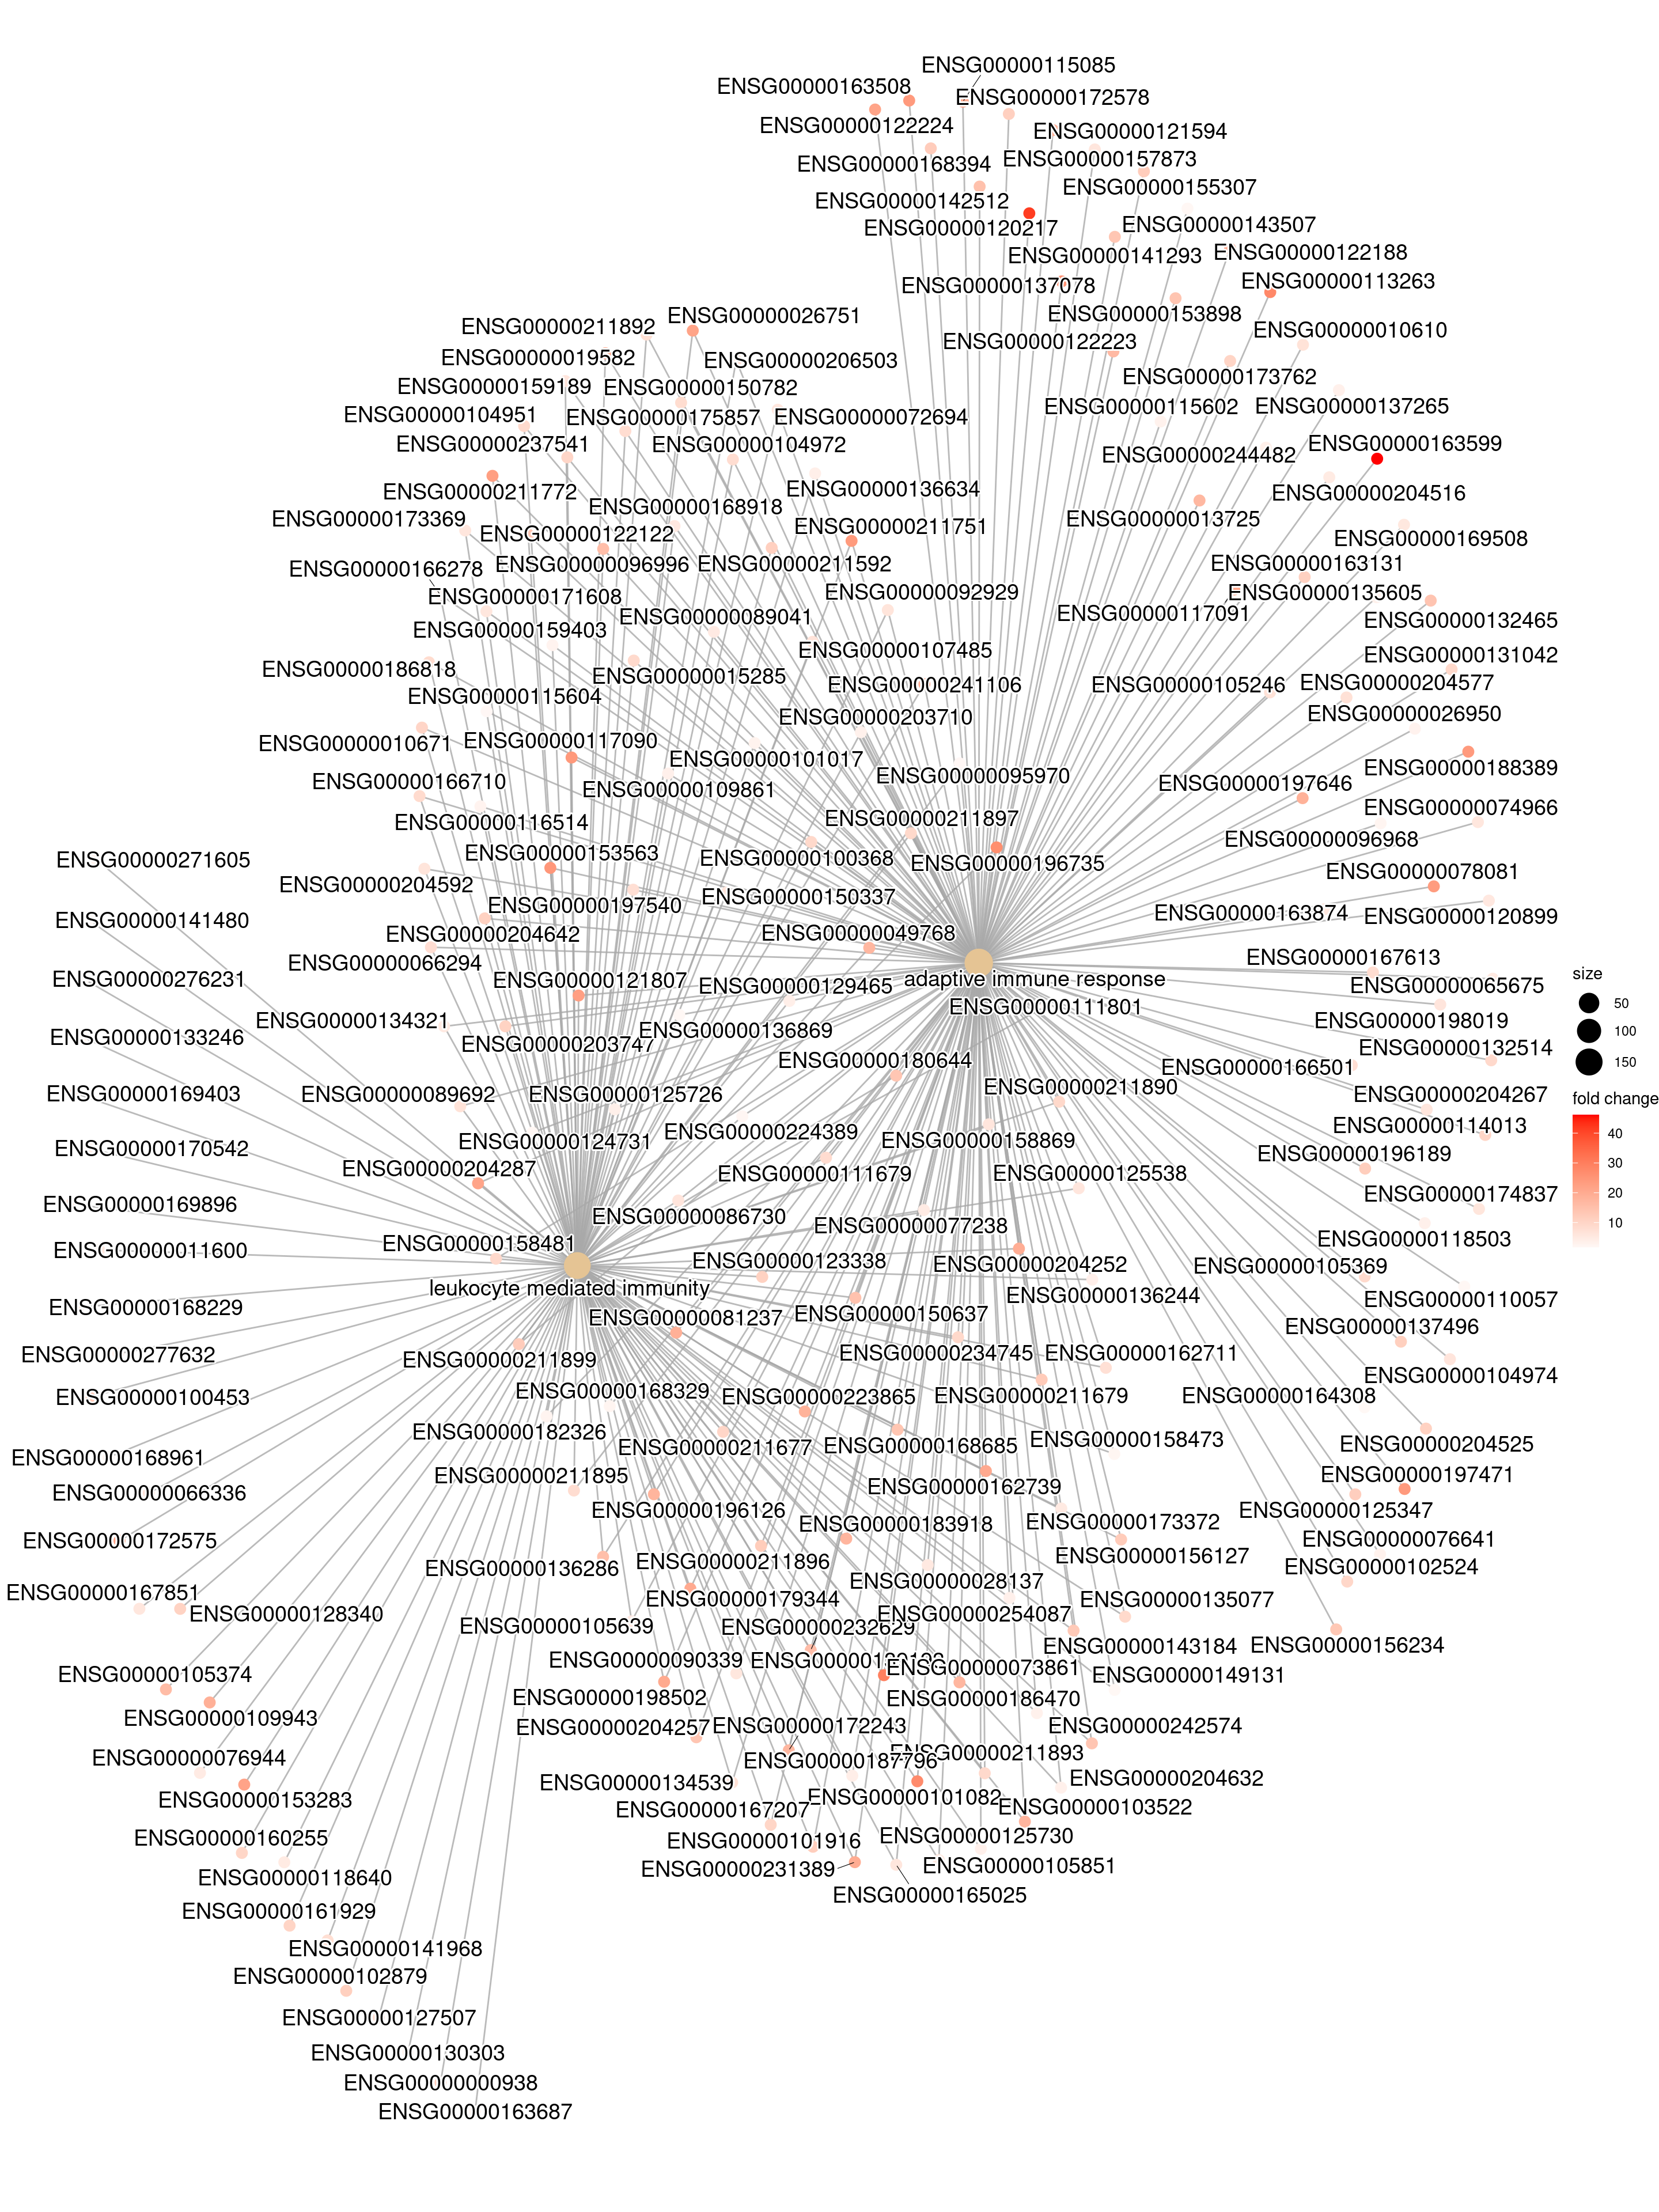 ENSG00000115085
ENSG00000163508
ENSG00000172578
ENSG00000122224
ENSG00000121594
ENSG00000168394
ENSG00000157873
ENSG00000155307
ENSG00000142512
ENSG00000120217
ENSG00000143507
ENSG00000141293
ENSG00000122188
ENSG00000137078
ENSG00000113263
ENSG00000153898
ENSG00000211892
ENSG00000026751
ENSG00000122223
ENSG00000010610
ENSG00000019582
ENSG00000206503
ENSG00000173762
ENSG00000159189
ENSG00000150782
ENSG00000115602
ENSG00000137265
ENSG00000104951
ENSG00000175857
ENSG00000072694
ENSG00000237541
ENSG00000104972
ENSG00000244482
ENSG00000163599
ENSG00000211772
ENSG00000136634
ENSG00000204516
ENSG00000168918
ENSG00000173369
ENSG00000122122
ENSG00000211751
ENSG00000013725
ENSG00000169508
ENSG00000166278
ENSG00000096996
ENSG00000211592
ENSG00000163131
ENSG00000171608
ENSG00000092929
ENSG00000135605
ENSG00000089041
ENSG00000117091
ENSG00000132465
ENSG00000159403
ENSG00000107485
ENSG00000131042
ENSG00000186818
ENSG00000015285
ENSG00000241106
ENSG00000105246
ENSG00000204577
ENSG00000115604
ENSG00000203710
ENSG00000026950
ENSG00000010671
ENSG00000117090
ENSG00000101017
ENSG00000095970
ENSG00000188389
ENSG00000166710
ENSG00000109861
ENSG00000197646
ENSG00000074966
ENSG00000116514
ENSG00000211897
ENSG00000096968
ENSG00000271605
ENSG00000153563
ENSG00000100368
ENSG00000196735
ENSG00000078081
ENSG00000204592
ENSG00000197540
ENSG00000150337
ENSG00000163874
ENSG00000120899
ENSG00000141480
ENSG00000204642
ENSG00000049768
ENSG00000066294
ENSG00000167613
ENSG00000276231
ENSG00000121807
ENSG00000129465
adaptive immune response
ENSG00000065675
ENSG00000111801
ENSG00000134321
ENSG00000136869
ENSG00000198019
ENSG00000133246
ENSG00000203747
ENSG00000180644
ENSG00000166501
ENSG00000132514
ENSG00000169403
ENSG00000089692
ENSG00000125726
ENSG00000211890
ENSG00000204267
ENSG00000170542
ENSG00000124731
ENSG00000224389
ENSG00000158869
ENSG00000114013
ENSG00000204287
ENSG00000111679
ENSG00000125538
ENSG00000196189
ENSG00000169896
ENSG00000086730
ENSG00000077238
ENSG00000174837
ENSG00000011600
ENSG00000158481
ENSG00000123338
ENSG00000204252
ENSG00000118503
leukocyte mediated immunity
ENSG00000105369
ENSG00000168229
ENSG00000081237
ENSG00000150637
ENSG00000136244
ENSG00000110057
ENSG00000137496
ENSG00000277632
ENSG00000211899
ENSG00000234745
ENSG00000162711
ENSG00000104974
ENSG00000100453
ENSG00000168329
ENSG00000223865
ENSG00000211679
ENSG00000164308
ENSG00000182326
ENSG00000211677
ENSG00000168685
ENSG00000158473
ENSG00000204525
ENSG00000168961
ENSG00000211895
ENSG00000162739
ENSG00000197471
ENSG00000066336
ENSG00000196126
ENSG00000183918
ENSG00000173372
ENSG00000125347
ENSG00000172575
ENSG00000136286
ENSG00000211896
ENSG00000156127
ENSG00000076641
ENSG00000102524
ENSG00000167851
ENSG00000128340
ENSG00000179344
ENSG00000028137
ENSG00000135077
ENSG00000105639
ENSG00000232629
ENSG00000254087
ENSG00000143184
ENSG00000156234
ENSG00000105374
ENSG00000090339
ENSG00000073861
ENSG00000149131
ENSG00000109943
ENSG00000198502
ENSG00000186470
ENSG00000204257
ENSG00000172243
ENSG00000242574
ENSG00000076944
ENSG00000187796
ENSG00000211893
ENSG00000153283
ENSG00000134539
ENSG00000101082
ENSG00000204632
ENSG00000160255
ENSG00000167207
ENSG00000103522
ENSG00000118640
ENSG00000101916
ENSG00000125730
ENSG00000231389
ENSG00000105851
ENSG00000165025
ENSG00000161929
ENSG00000141968
ENSG00000102879
ENSG00000127507
ENSG00000130303
ENSG00000000938
ENSG00000163687
size
50
100
150
fold change
40
30
20
10